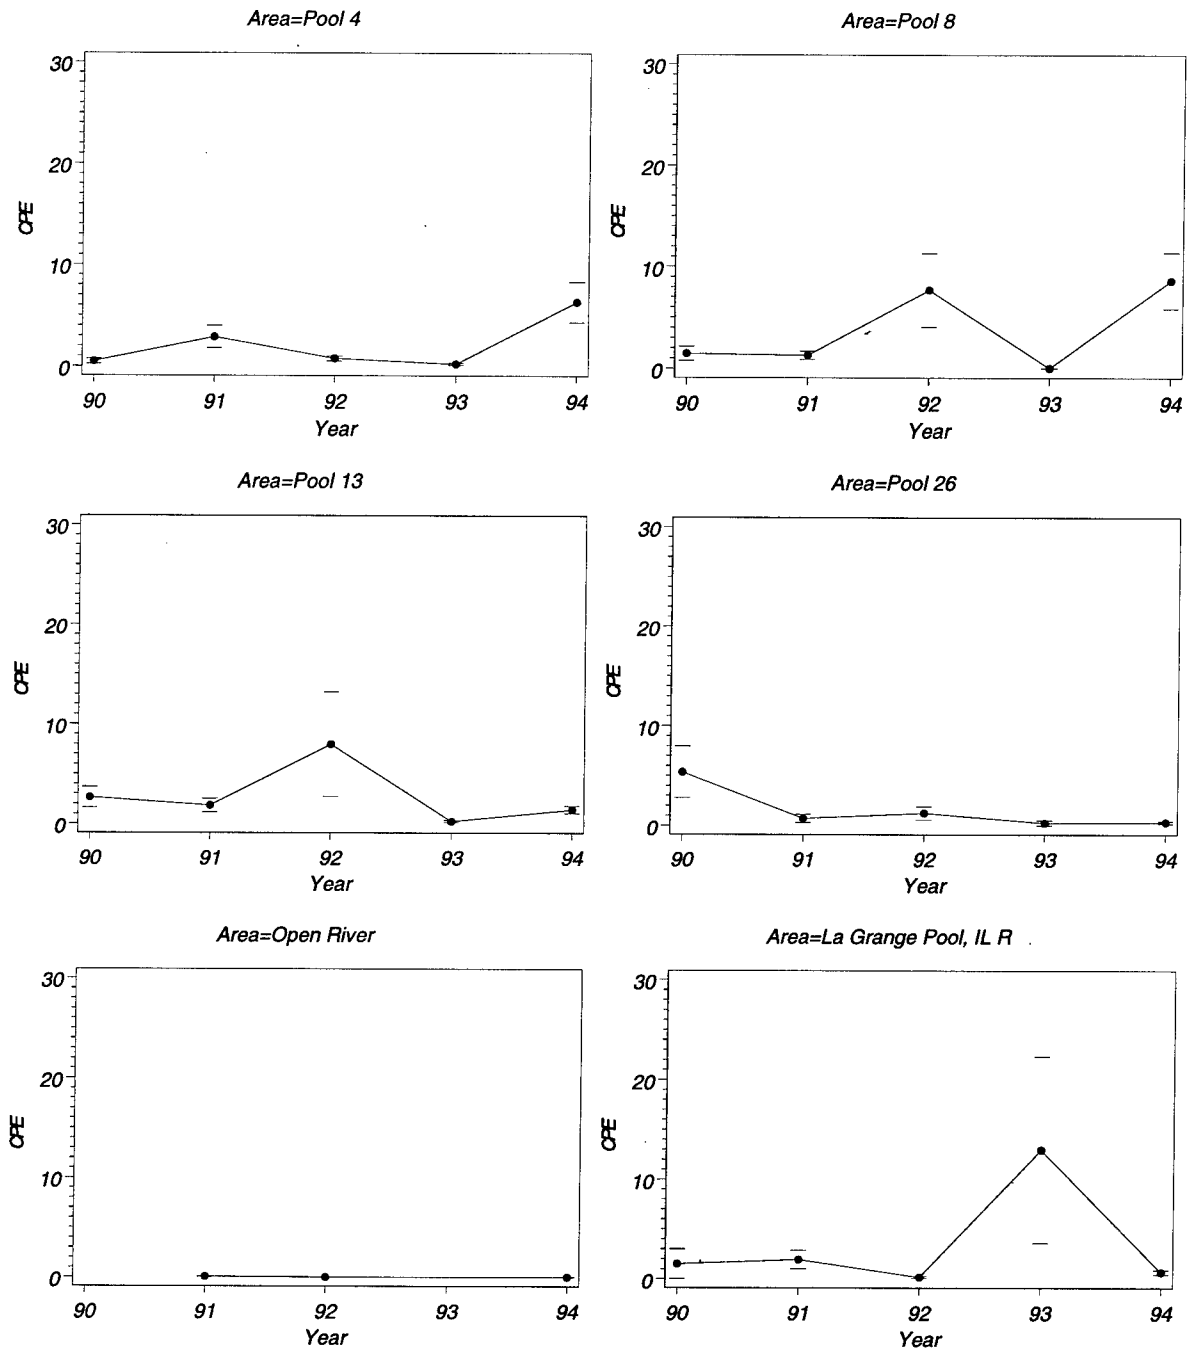 Area=Pool 4
30
20
10
0
CPE
90 91 92 93 94
Year
Area=Pool 8
30
20
10
0
CPE
90 91 92 93 94
Year
Area=Pool 13
30
20
10
0
CPE
90 91 92 93 94
Year
Area=Pool 26
30
20
10
0
CPE
90 91 92 93 94
Year
Area=Open River
30
20
10
0
CPE
90 91 92 93 94
Year
Area=La Grange Pool, IL R
30
20
10
0
CPE
90 91 92 93 94
Year